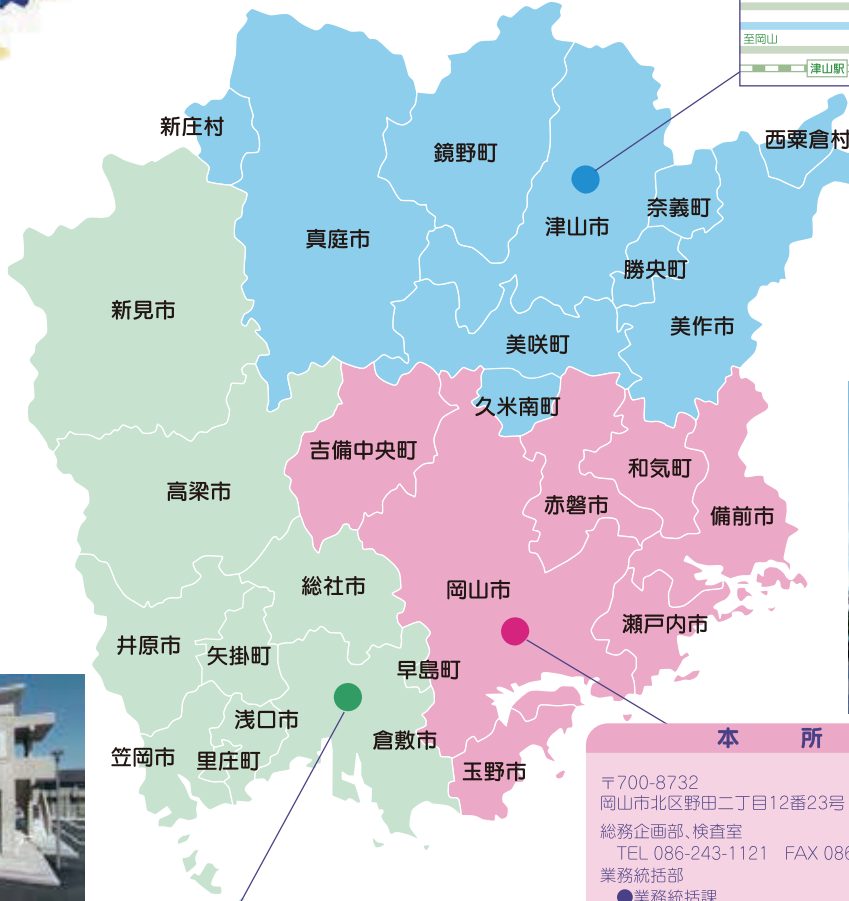 至岡山
津山駅
新庄村
西粟倉村
鏡野町
奈義町
津山市
真庭市
勝央町
新見市
美作市
美咲町
久米南町
吉備中央町
和気町
高梁市
赤磐市
備前市
総社市
岡山市
瀬戸内市
井原市
矢掛町
早島町
浅口市
倉敷市
笠岡市
里庄町
玉野市
本 所
〒700-8732
岡山市北区野田二丁目12番23号
総務企画部、検査室
TEL 086-243-1121 FAX 086
業務統括部
●業務統括課